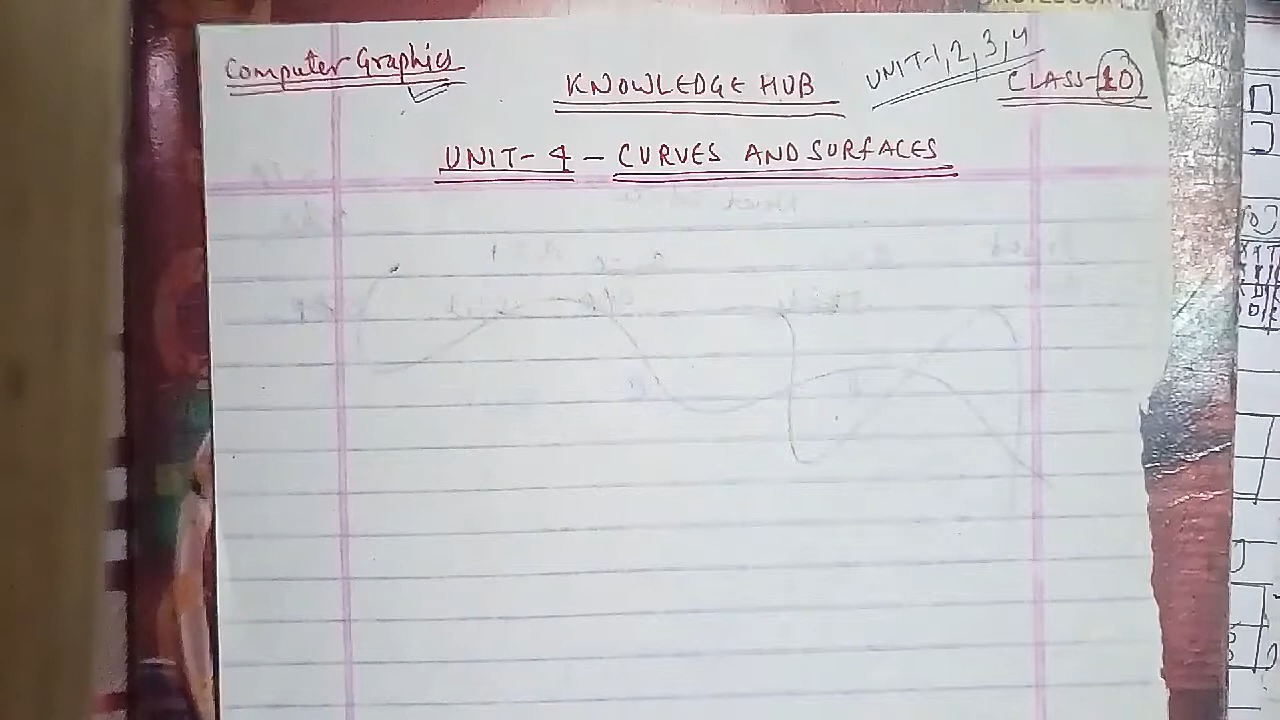 Computer Graphics
KNOWLEDGE HUB
UNIT-1,2,3,4
CLASS-10
UNIT-4 - CURVES AND SURFACES